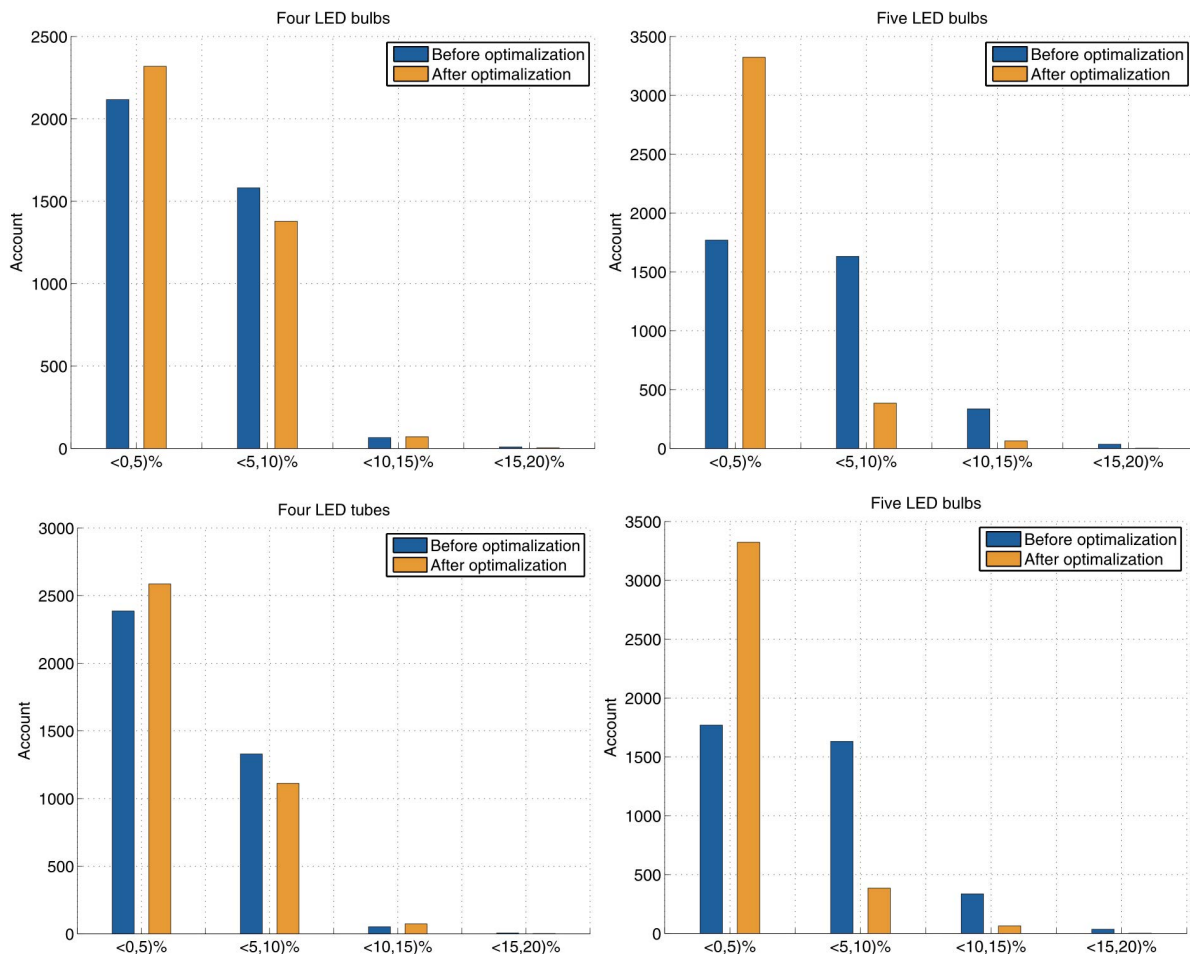 Four LED bulbs
2500
2000
1500
1000
500
0
Account
Before optimalization
After optimalization
<0,5)%
<5,10)%
<10,15)%
<15,20)%
Five LED bulbs
3500
3000
2500
2000
1500
1000
500
0
Account
Before optimalization
After optimalization
<0,5)%
<5,10)%
<10,15)%
<15,20)%
Four LED tubes
3000
2500
2000
1500
1000
500
0
Account
Before optimalization
After optimalization
<0,5)%
<5,10)%
<10,15)%
<15,20)%
Five LED bulbs
3500
3000
2500
2000
1500
1000
500
0
Account
Before optimalization
After optimalization
<0,5)%
<5,10)%
<10,15)%
<15,20)%